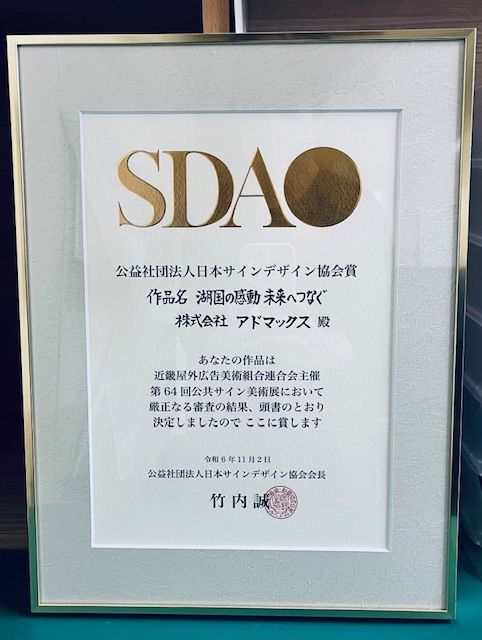 SDA
公益社団法人日本サインデザイン協会賞
作品名 湖国の感動 未来へつなぐ
株式会社 アドマックス 殿
あなたの作品は
近畿屋外広告美術組合連合会主催
第64回公共サイン美術展において
厳正なる審査の結果、頭書のとおり
決定しましたので ここに賞します
令和6年11月2日
公益社団法人日本サインデザイン協会会長
竹内誠